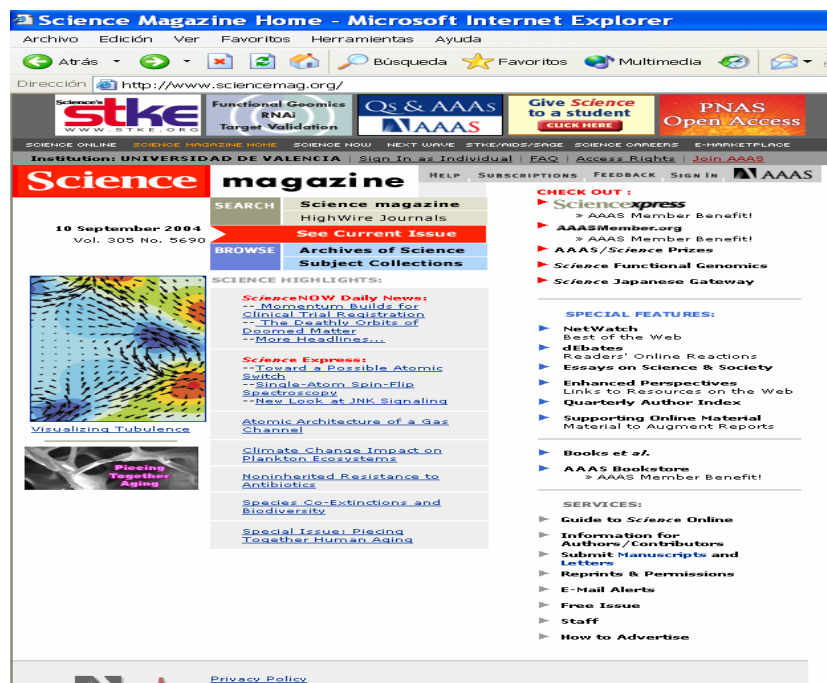 Science Magazine Home - Microsoft Internet Explorer
Archivo Edición Ver Favoritos Herramientas Ayuda
Atrás Búsqueda Favoritos Multimedia
Dirección http://www.sciencemag.org/
Science's
stke
WWW.STKE.ORG
Functional Geomics
RNAi
Target Validation
Qs & AAAs
AAAS
Give Science
to a student
CLICK HERE
PNAS
Open Access
SCIENCE ONLINE SCIENCE MAGAZINE HOME SCIENCE NOW NEXT WAVE STKE/AIDS/SAGE SCIENCE CAREERS E-MARKETPLACE
Institution: UNIVERSIDAD DE VALENCIA | Sign In as Individual | FAQ | Access Rights | Join AAAS
Science magazine
HELP SUBSCRIPTIONS FEEDBACK SIGN IN AAAS
10 September 2004
Vol. 305 No. 5690
Visualizing Tubulence
Piecing
Together
Aging
SEARCH Science magazine
HighWire Journals
See Current Issue
BROWSE Archives of Science
Subject Collections
SCIENCE HIGHLIGHTS:
ScienceNOW Daily News:
-- Momentum Builds for
Clinical Trial Registration
-- The Deathly Orbits of
Doomed Matter
--More Headlines...
Science Express:
--Toward a Possible Atomic
Switch
--Single-Atom Spin-Flip
Spectroscopy
--New Look at JNK Signaling
Atomic Architecture of a Gas
Channel
Climate Change Impact on
Plankton Ecosystems
Noninherited Resistance to
Antibiotics
Species Co-Extinctions and
Biodiversity
Special Issue: Piecing
Together Human Aging
CHECK OUT :
Sciencexpress
» AAAS Member Benefit!
AAASMember.org
» AAAS Member Benefit!
AAAS/Science Prizes
Science Functional Genomics
Science Japanese Gateway
SPECIAL FEATURES:
NetWatch
Best of the Web
dEbates
Readers' Online Reactions
Essays on Science & Society
Enhanced Perspectives
Links to Resources on the Web
Quarterly Author Index
Supporting Online Material
Material to Augment Reports
Books et al.
AAAS Bookstore
» AAAS Member Benefit!
SERVICES:
Guide to Science Online
Information for
Authors/Contributors
Submit Manuscripts and
Letters
Reprints & Permissions
E-Mail Alerts
Free Issue
Staff
How to Advertise
Privacy Policy